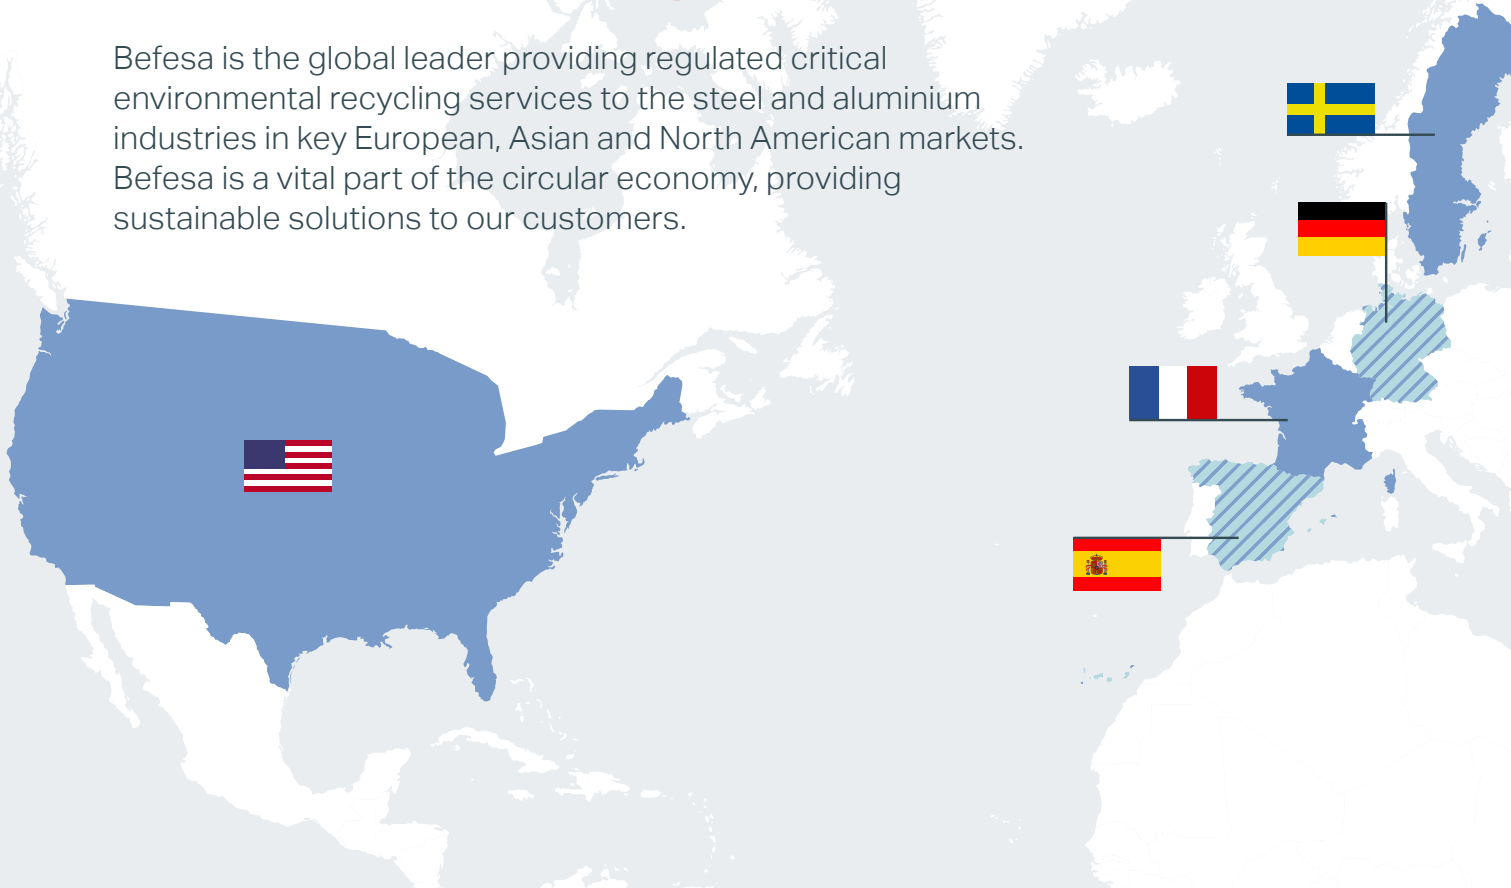 Befesa is the global leader providing regulated critical
environmental recycling services to the steel and aluminium
industries in key European, Asian and North American markets.
Befesa is a vital part of the circular economy, providing
sustainable solutions to our customers.